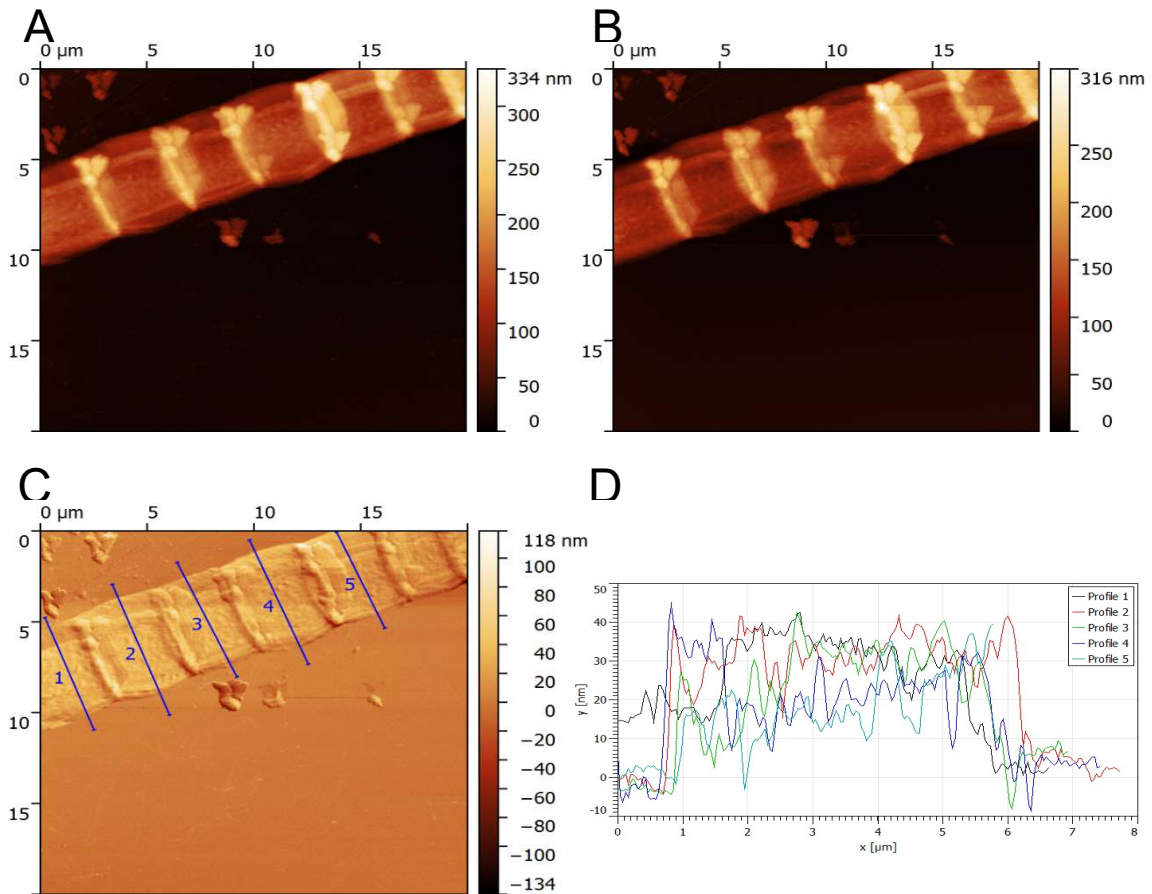 A
B
0 µm 5 10 15
0 µm 5 10 15
0
5
10
15
334 nm
300
250
200
150
100
50
0
0
5
10
15
316 nm
250
200
150
100
50
0
C
D
0 µm 5 10 15
0
5
10
15
1
2
3
4
5
118 nm
100
80
60
40
20
0
−20
−40
−60
−80
−100
−134
50
40
30
20
10
0
-10
y [nm]
Profile 1
Profile 2
Profile 3
Profile 4
Profile 5
0 1 2 3 4 5 6 7 8
x [µm]